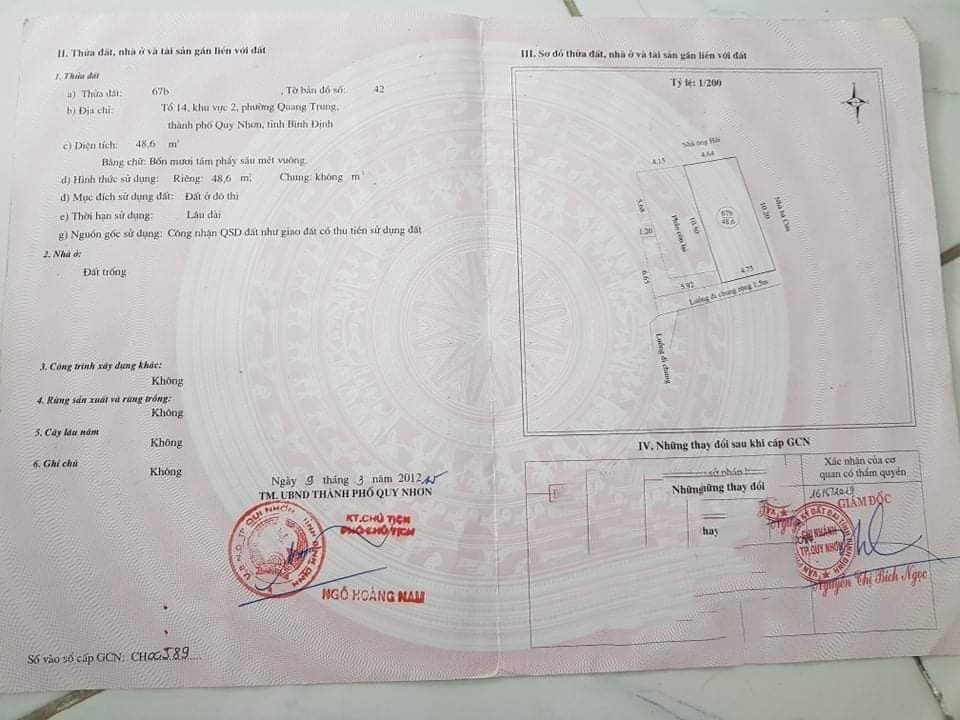 II. Thửa đất, nhà ở và tài sản gắn liền với đất
1. Thửa đất
a) Thửa đất: 67b , Tờ bản đồ số: 42
b) Địa chỉ: Tổ 14, khu vực 2, phường Quang Trung,
thành phố Quy Nhơn, tỉnh Bình Định
c) Diện tích: 48,6 m²
Bằng chữ: Bốn mươi tám phẩy sáu mét vuông.
d) Hình thức sử dụng: Riêng: 48,6 m²; Chung: không m²
đ) Mục đích sử dụng đất: Đất ở đô thị
e) Thời hạn sử dụng: Lâu dài
g) Nguồn gốc sử dụng: Công nhận QSD đất như giao đất có thu tiền sử dụng đất
2. Nhà ở:
Đất trống
3. Công trình xây dựng khác:
Không
4. Rừng sản xuất và rừng trồng:
Không
5. Cây lâu năm
Không
6. Ghi chú
Không
Ngày 9 tháng 3 năm 2012
TM. UBND THÀNH PHỐ QUY NHƠN
KT.CHỦ TỊCH
PHÓ CHỦ TỊCH
NGÔ HOÀNG NAM
Số vào sổ cấp GCN: CH00589
III. Sơ đồ thửa đất, nhà ở và tài sản gắn liền với đất
Tỷ lệ: 1/200
Nhà ông Hải
4.15
4.64
5.68
Phần còn lại
10.20
Nhà bà Cúc
67b
48,6
1.20
6.65
5.92
4.75
Luồng đi chung rộng 1.5m
Luồng đi chung
IV. Những thay đổi sau khi cấp GCN
Những thay đổi
hay
Xác nhận của cơ
quan có thẩm quyền
GIÁM ĐỐC
CHI NHÁNH
TP.QUY NHƠN
Nguyễn Thị Bích Ngọc